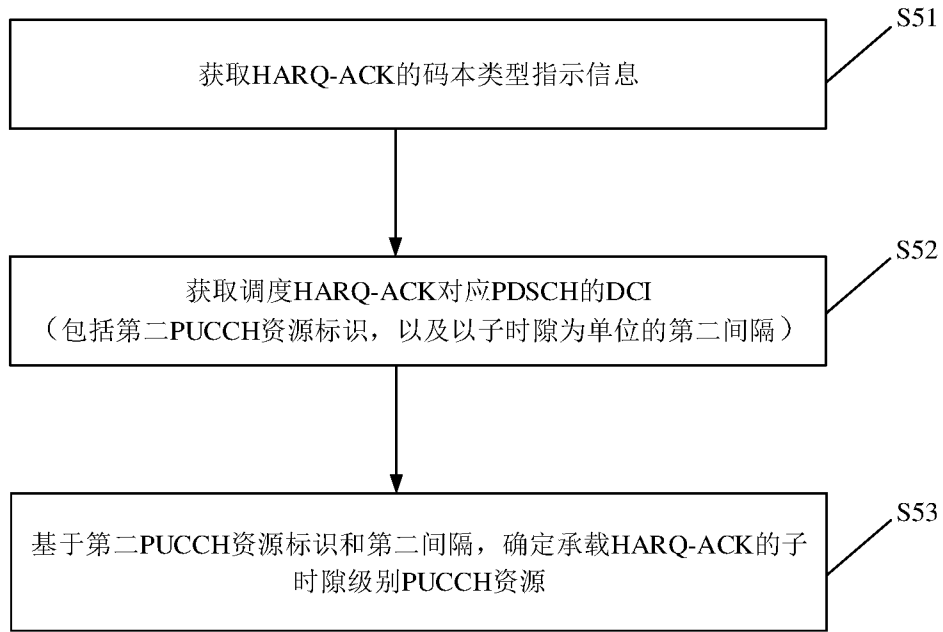 S51
获取HARQ-ACK的码本类型指示信息
S52
获取调度HARQ-ACK对应PDSCH的DCI
（包括第二PUCCH资源标识，以及以子时隙为单位的第二间隔）
S53
基于第二PUCCH资源标识和第二间隔，确定承载HARQ-ACK的子
时隙级别PUCCH资源